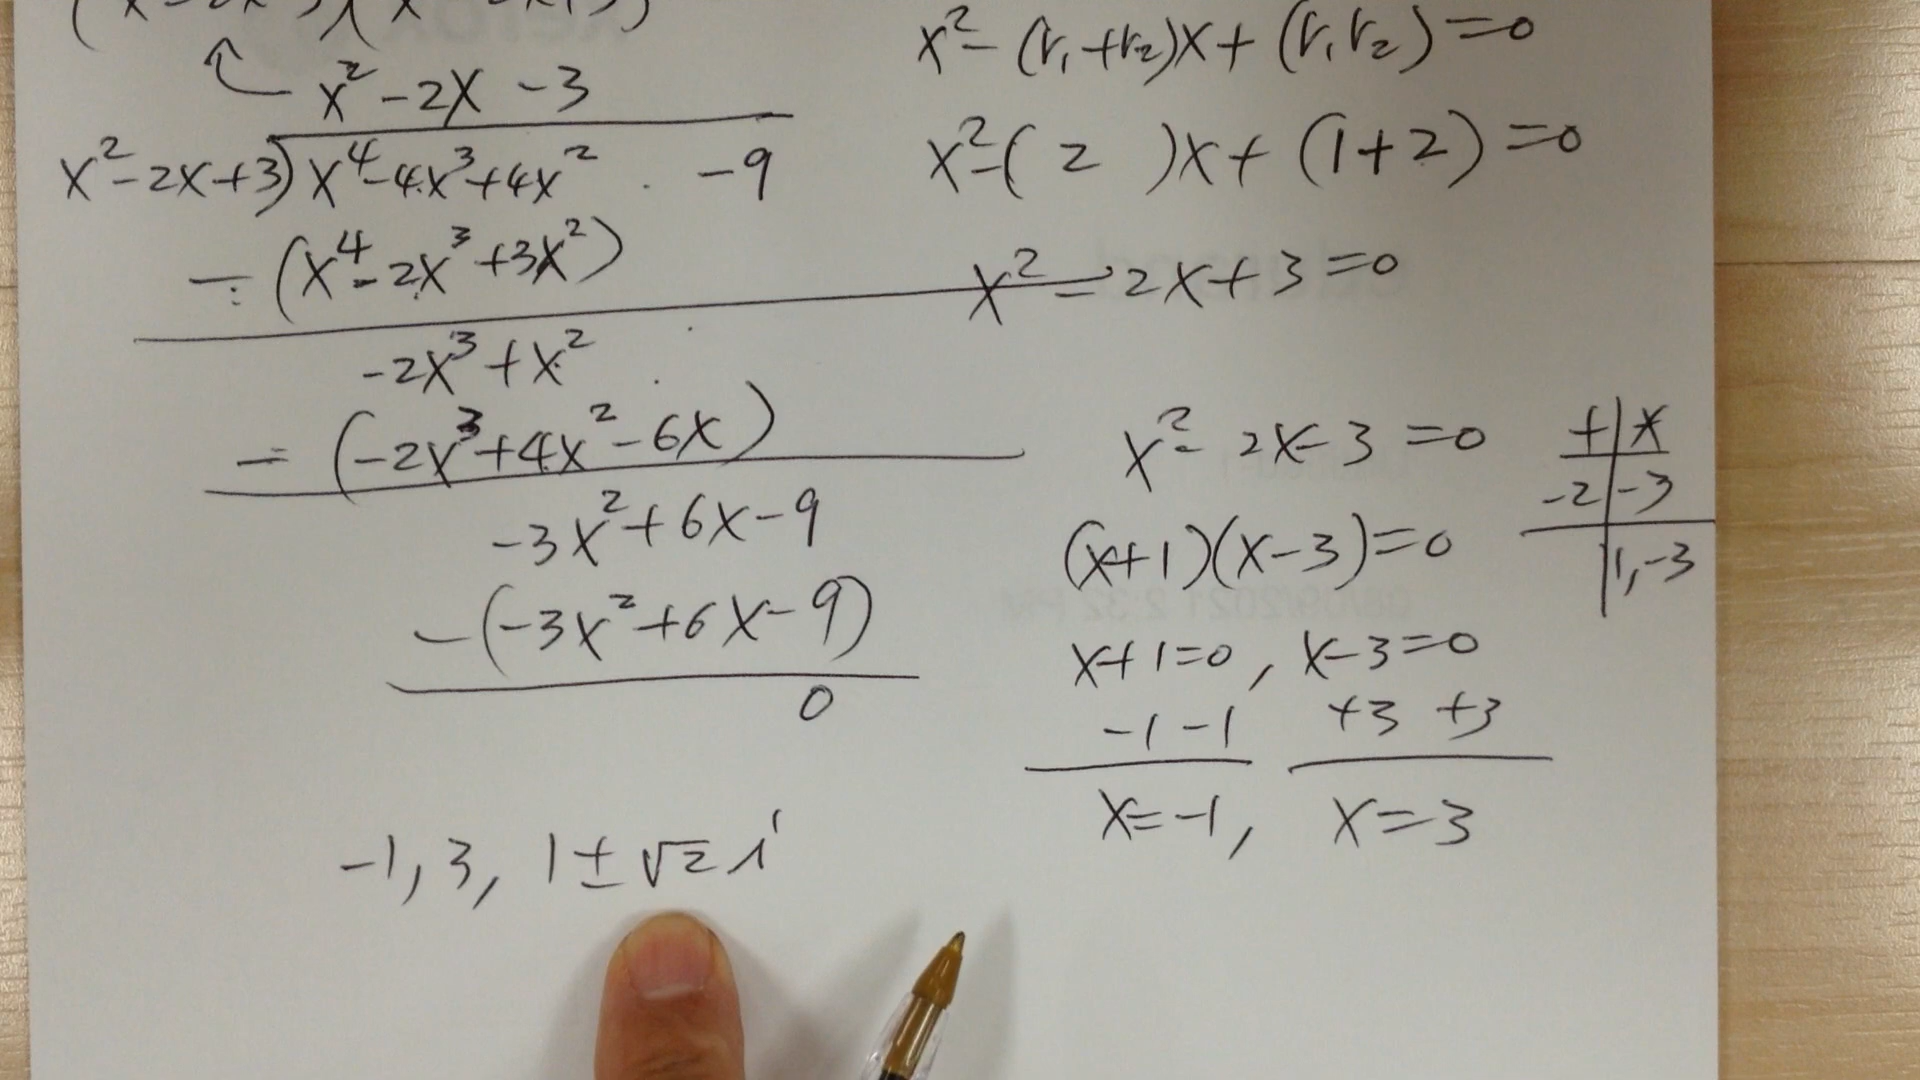 x² - 2x - 3
x² - 2x + 3 ) x⁴ - 4x³ + 4x² - 9
- (x⁴ - 2x³ + 3x²)
-2x³ + x²
- (-2x³ + 4x² - 6x)
-3x² + 6x - 9
- (-3x² + 6x - 9)
0
-1, 3, 1 ± √2 i
x² - (r₁ + r₂)x + (r₁ r₂) = 0
x² - ( 2 )x + (1 + 2) = 0
x² - 2x + 3 = 0
x² - 2x - 3 = 0
(x + 1)(x - 3) = 0
x + 1 = 0 , x - 3 = 0
-1 -1 +3 +3
x = -1 , x = 3
+ | ×
-2 | -3
| 1, -3